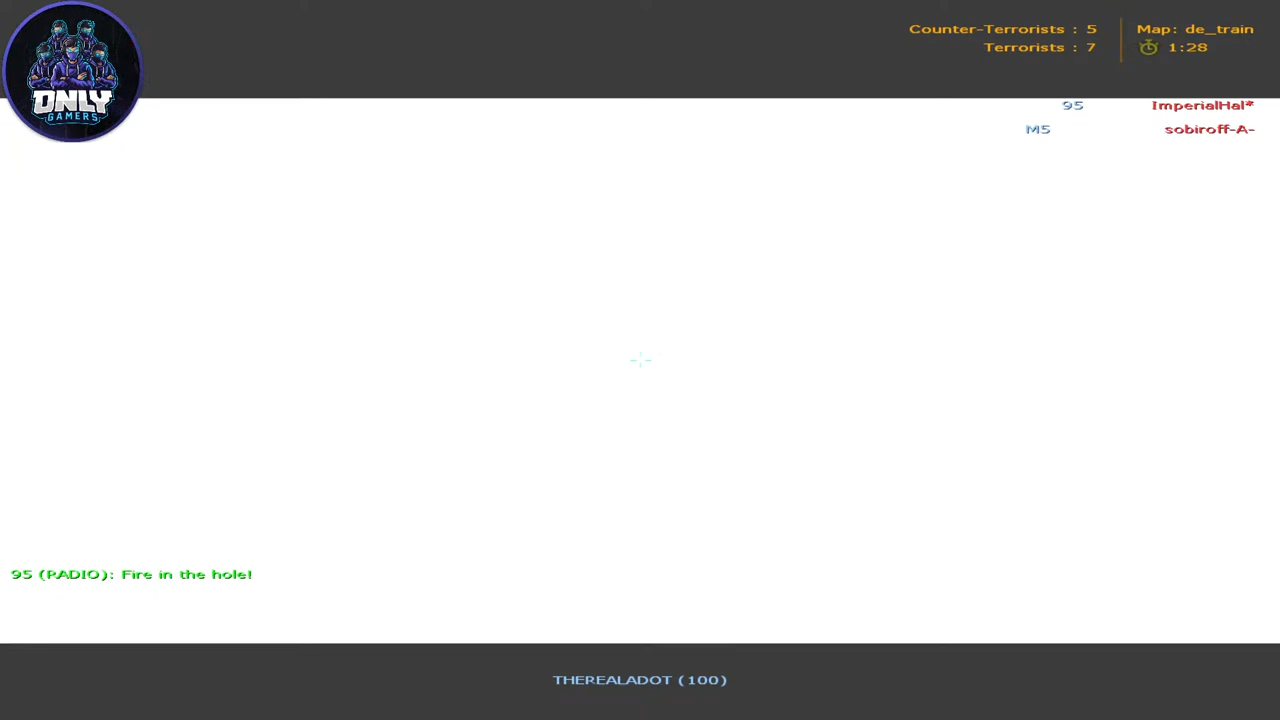 ONLY
GAMERS
Counter-Terrorists : 5
Terrorists : 7
Map: de_train
1:28
95 ImperialHal*
M5 sobiroff-A-
95 (RADIO): Fire in the hole!
THEREALADOT (100)